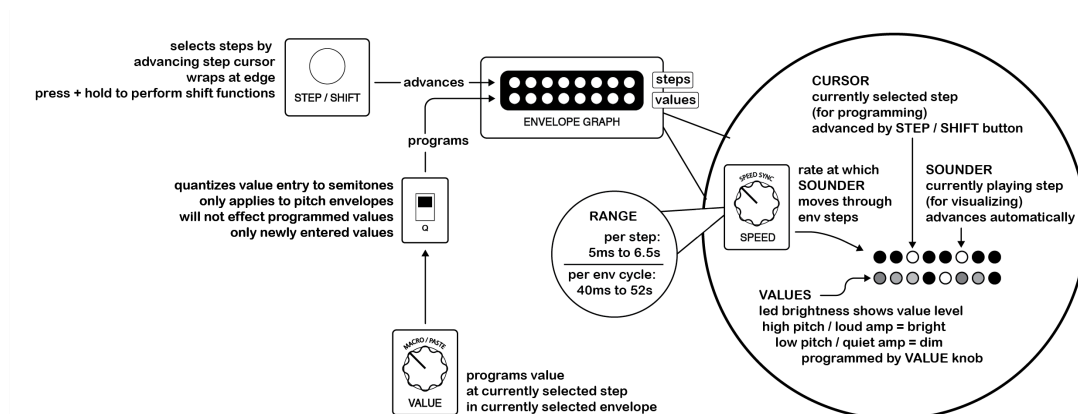 selects steps by
advancing step cursor
wraps at edge
press + hold to perform shift functions
STEP / SHIFT
advances
steps
values
ENVELOPE GRAPH
programs
quantizes value entry to semitones
only applies to pitch envelopes
will not effect programmed values
only newly entered values
Q
MACRO / PASTE
VALUE
programs value
at currently selected step
in currently selected envelope
RANGE
per step:
5ms to 6.5s
per env cycle:
40ms to 52s
SPEED SYNC
SPEED
rate at which
SOUNDER
moves through
env steps
CURSOR
currently selected step
(for programming)
advanced by STEP / SHIFT button
SOUNDER
currently playing step
(for visualizing)
advances automatically
VALUES
led brightness shows value level
high pitch / loud amp = bright
low pitch / quiet amp = dim
programmed by VALUE knob